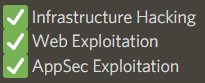 ✅ Infrastructure Hacking
✅ Web Exploitation
✅ AppSec Exploitation